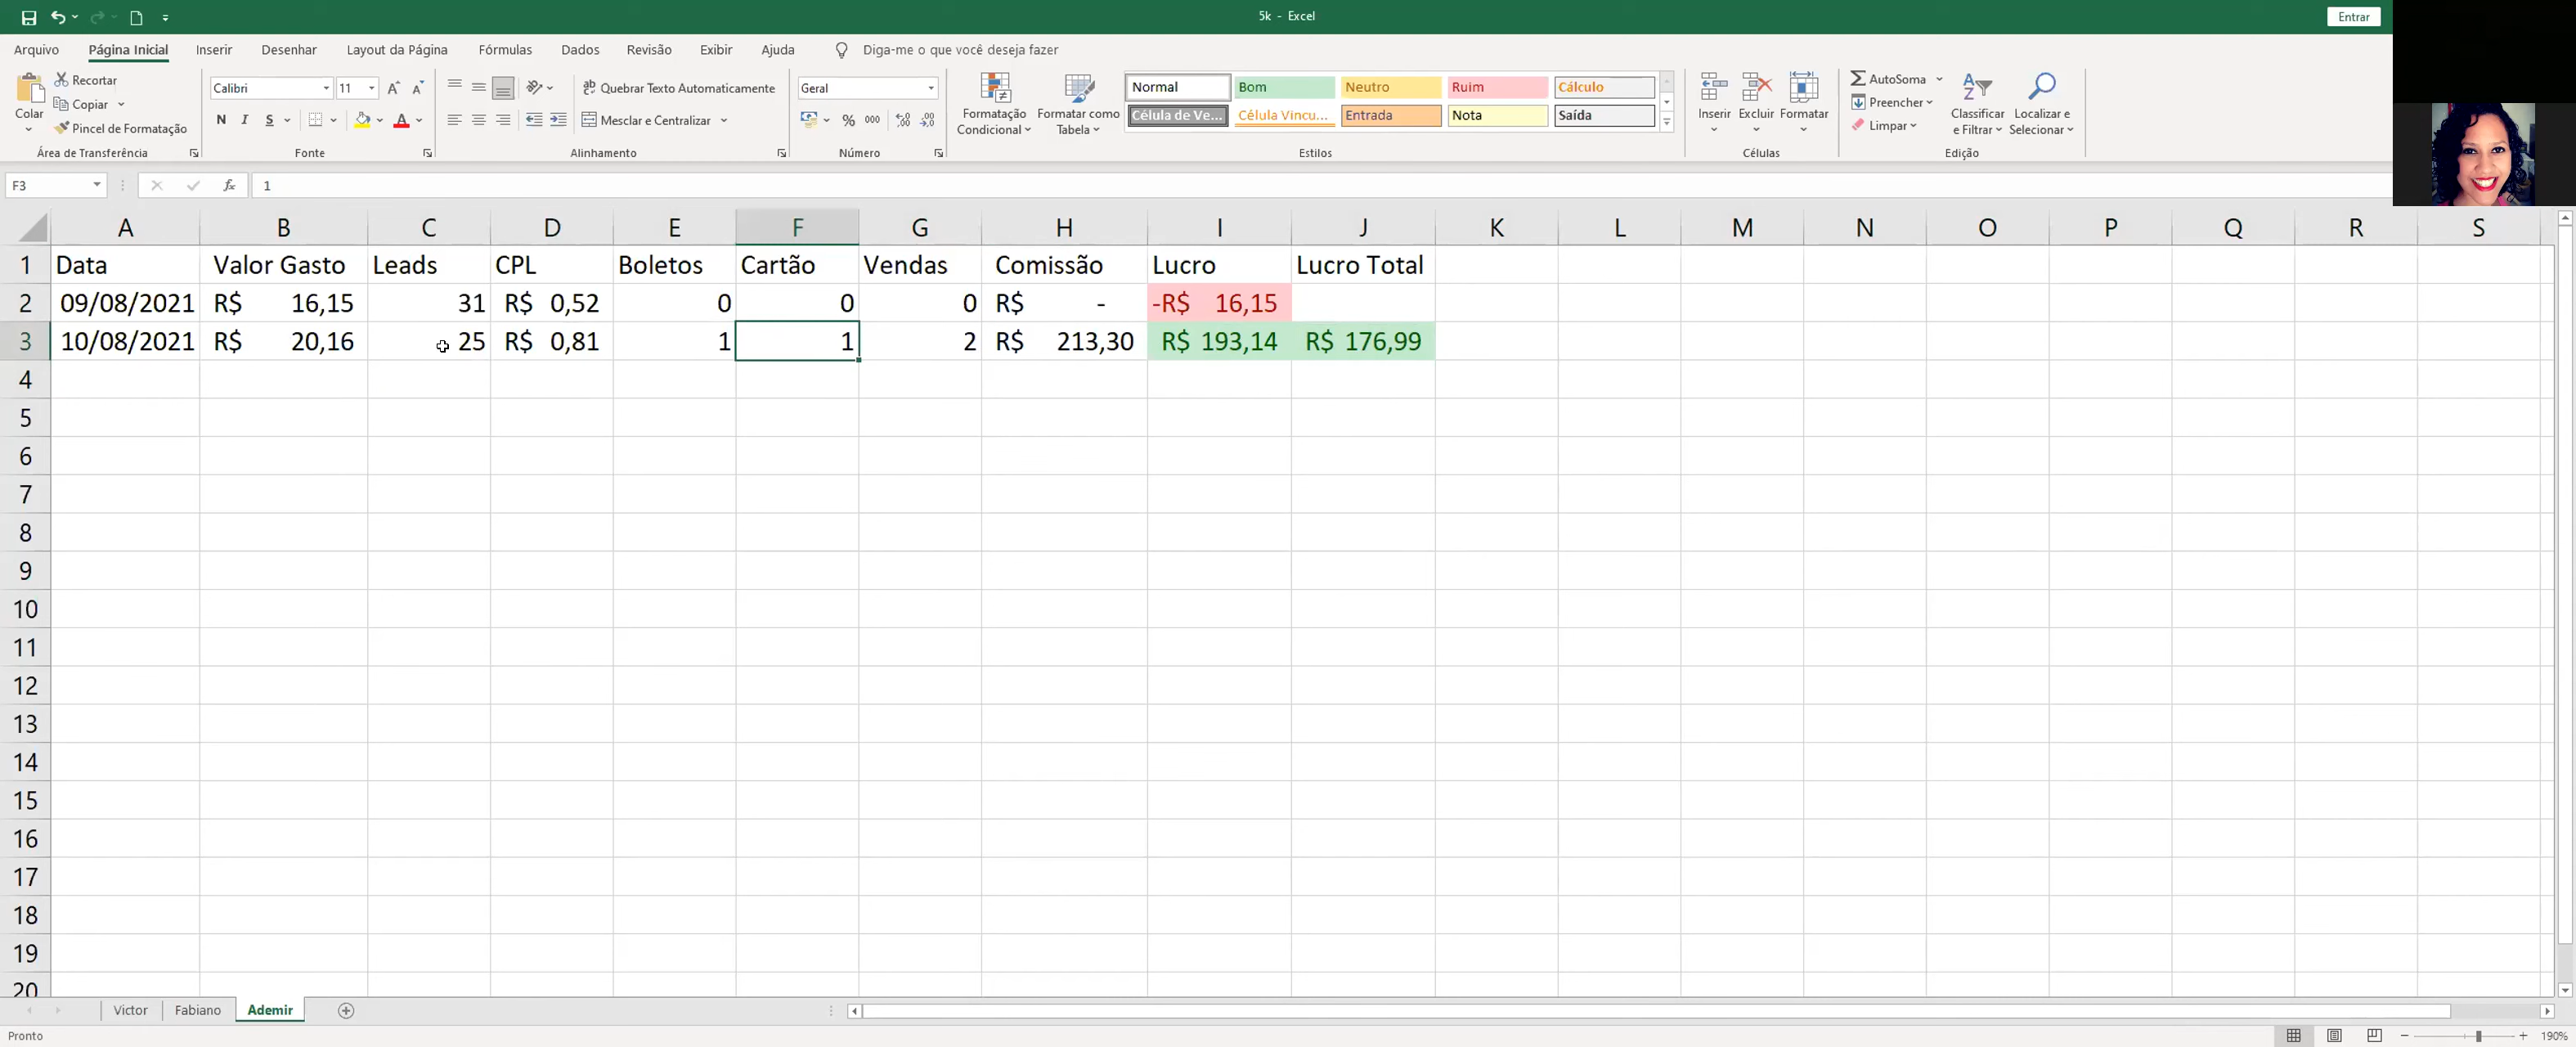 5k - Excel
Entrar
Arquivo Página Inicial Inserir Desenhar Layout da Página Fórmulas Dados Revisão Exibir Ajuda Diga-me o que você deseja fazer
Colar
Recortar
Copiar
Pincel de Formatação
Área de Transferência
Calibri 11
N I S
Fonte
Quebrar Texto Automaticamente
Mesclar e Centralizar
Alinhamento
Geral
% 000
Número
Formatação Condicional
Formatar como Tabela
Normal Bom Neutro Ruim Cálculo
Célula de Ve... Célula Vincu... Entrada Nota Saída
Estilos
Inserir Excluir Formatar
Células
AutoSoma
Preencher
Limpar
Classificar e Filtrar
Localizar e Selecionar
Edição
F3 fx 1
A B C D E F G H I J K L M N O P Q R S
1 Data Valor Gasto Leads CPL Boletos Cartão Vendas Comissão Lucro Lucro Total
2 09/08/2021 R$ 16,15 31 R$ 0,52 0 0 0 R$ - -R$ 16,15
3 10/08/2021 R$ 20,16 25 R$ 0,81 1 1 2 R$ 213,30 R$ 193,14 R$ 176,99
4
5
6
7
8
9
10
11
12
13
14
15
16
17
18
19
20
Victor Fabiano Ademir
Pronto
190%